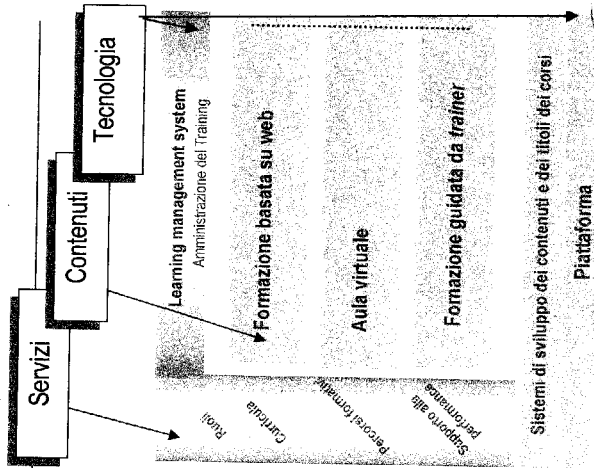 Servizi
Contenuti
Tecnologia
Learning management system
Amministrazione del Training
Ruoli
Curricula
Percorsi formativi
Supporto alle
performance
Formazione basata su web
Aula virtuale
Formazione guidata da trainer
Sistemi di sviluppo dei contenuti e dei titoli dei corsi
Piattaforma